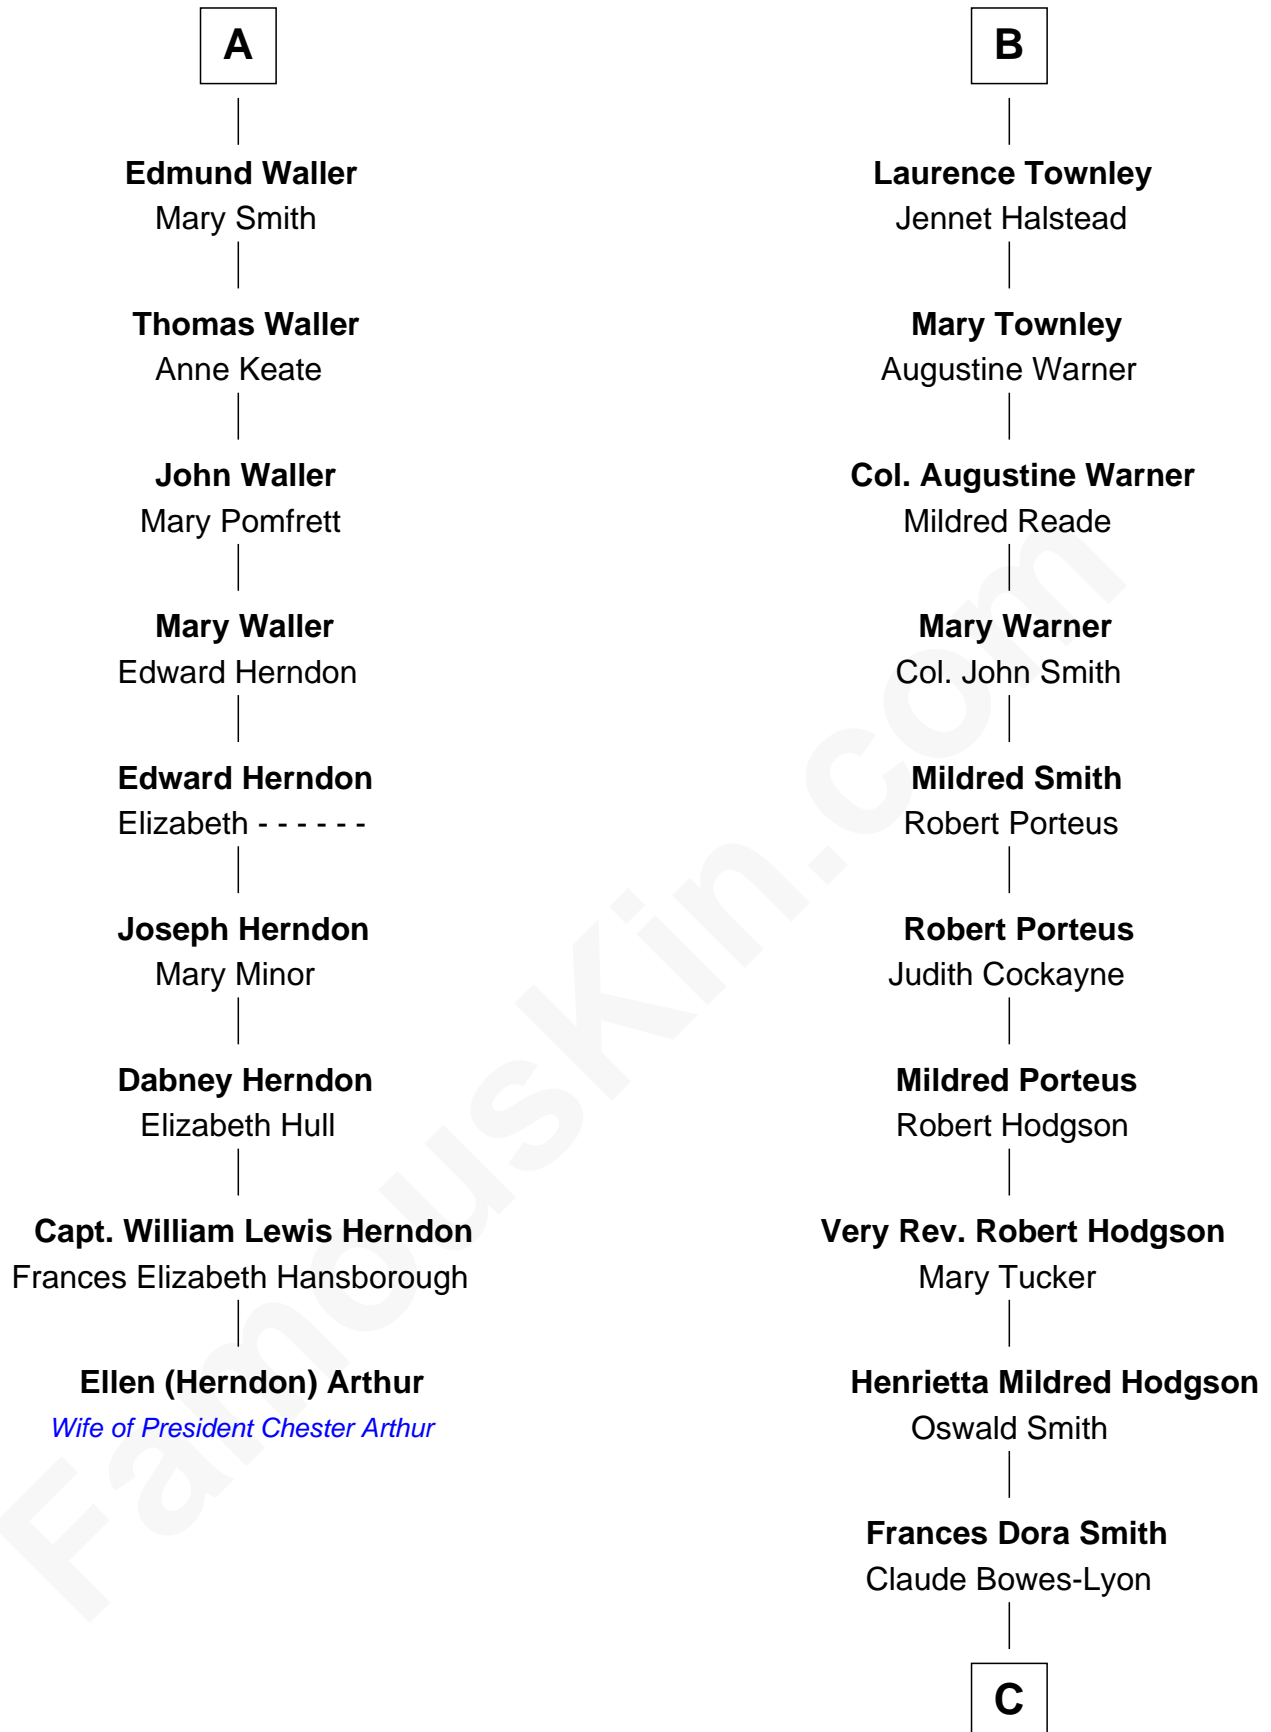 A
Edmund Waller
Mary Smith
Thomas Waller
Anne Keate
John Waller
Mary Pomfrett
Mary Waller
Edward Herndon
Edward Herndon
Elizabeth - - - - - -
Joseph Herndon
Mary Minor
Dabney Herndon
Elizabeth Hull
Capt. William Lewis Herndon
Frances Elizabeth Hansborough
Ellen (Herndon) Arthur
Wife of President Chester Arthur
B
Laurence Townley
Jennet Halstead
Mary Townley
Augustine Warner
Col. Augustine Warner
Mildred Reade
Mary Warner
Col. John Smith
Mildred Smith
Robert Porteus
Robert Porteus
Judith Cockayne
Mildred Porteus
Robert Hodgson
Very Rev. Robert Hodgson
Mary Tucker
Henrietta Mildred Hodgson
Oswald Smith
Frances Dora Smith
Claude Bowes-Lyon
C
FamousKin.com